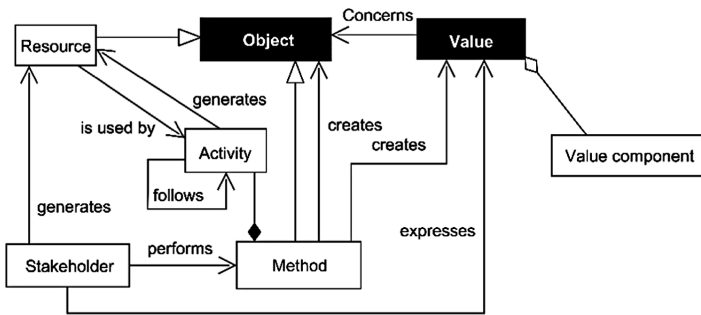 Concerns
Resource
Object
Value
generates
is used by
creates
creates
Activity
Value component
follows
generates
expresses
performs
Stakeholder
Method